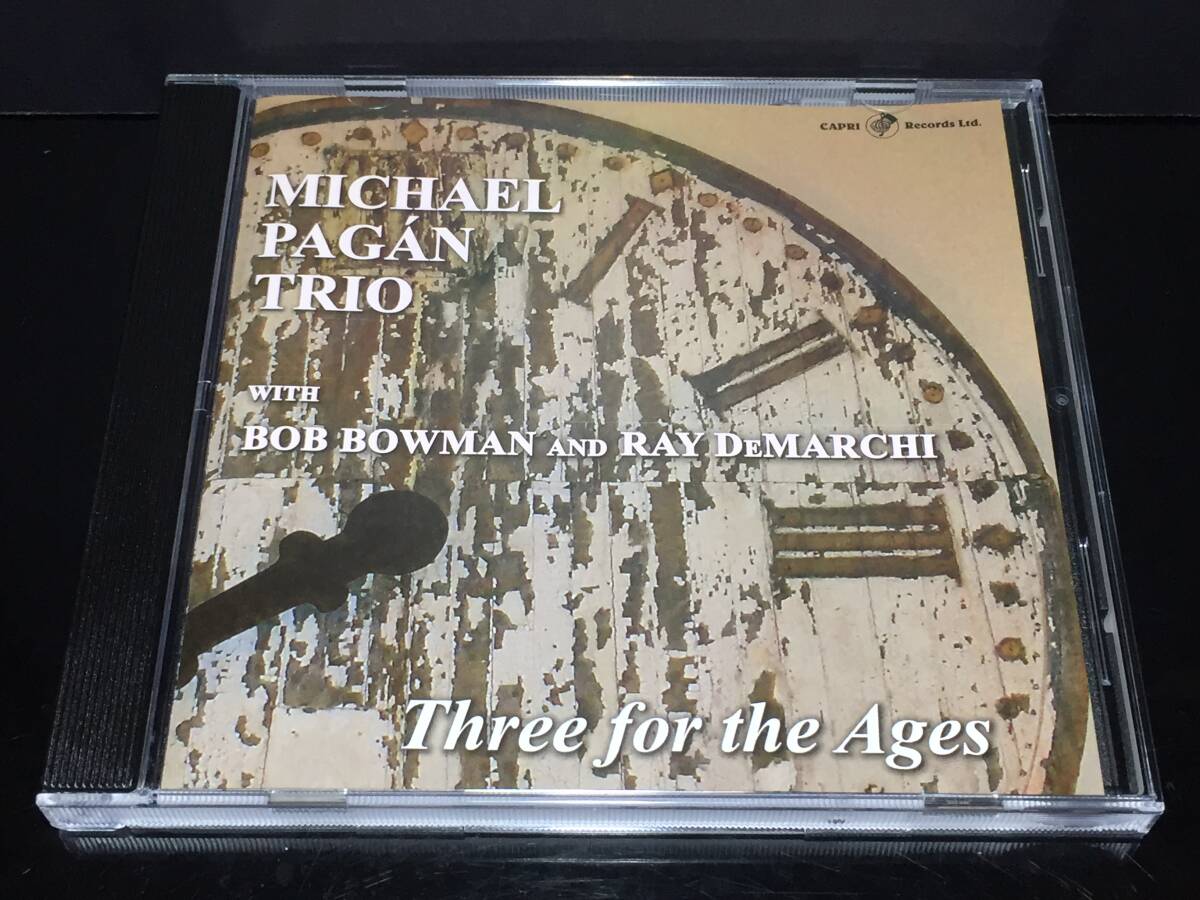 CAPRI Records Ltd.
MICHAEL
PAGÁN
TRIO
WITH
BOB BOWMAN AND RAY DeMARCHI
Three for the Ages